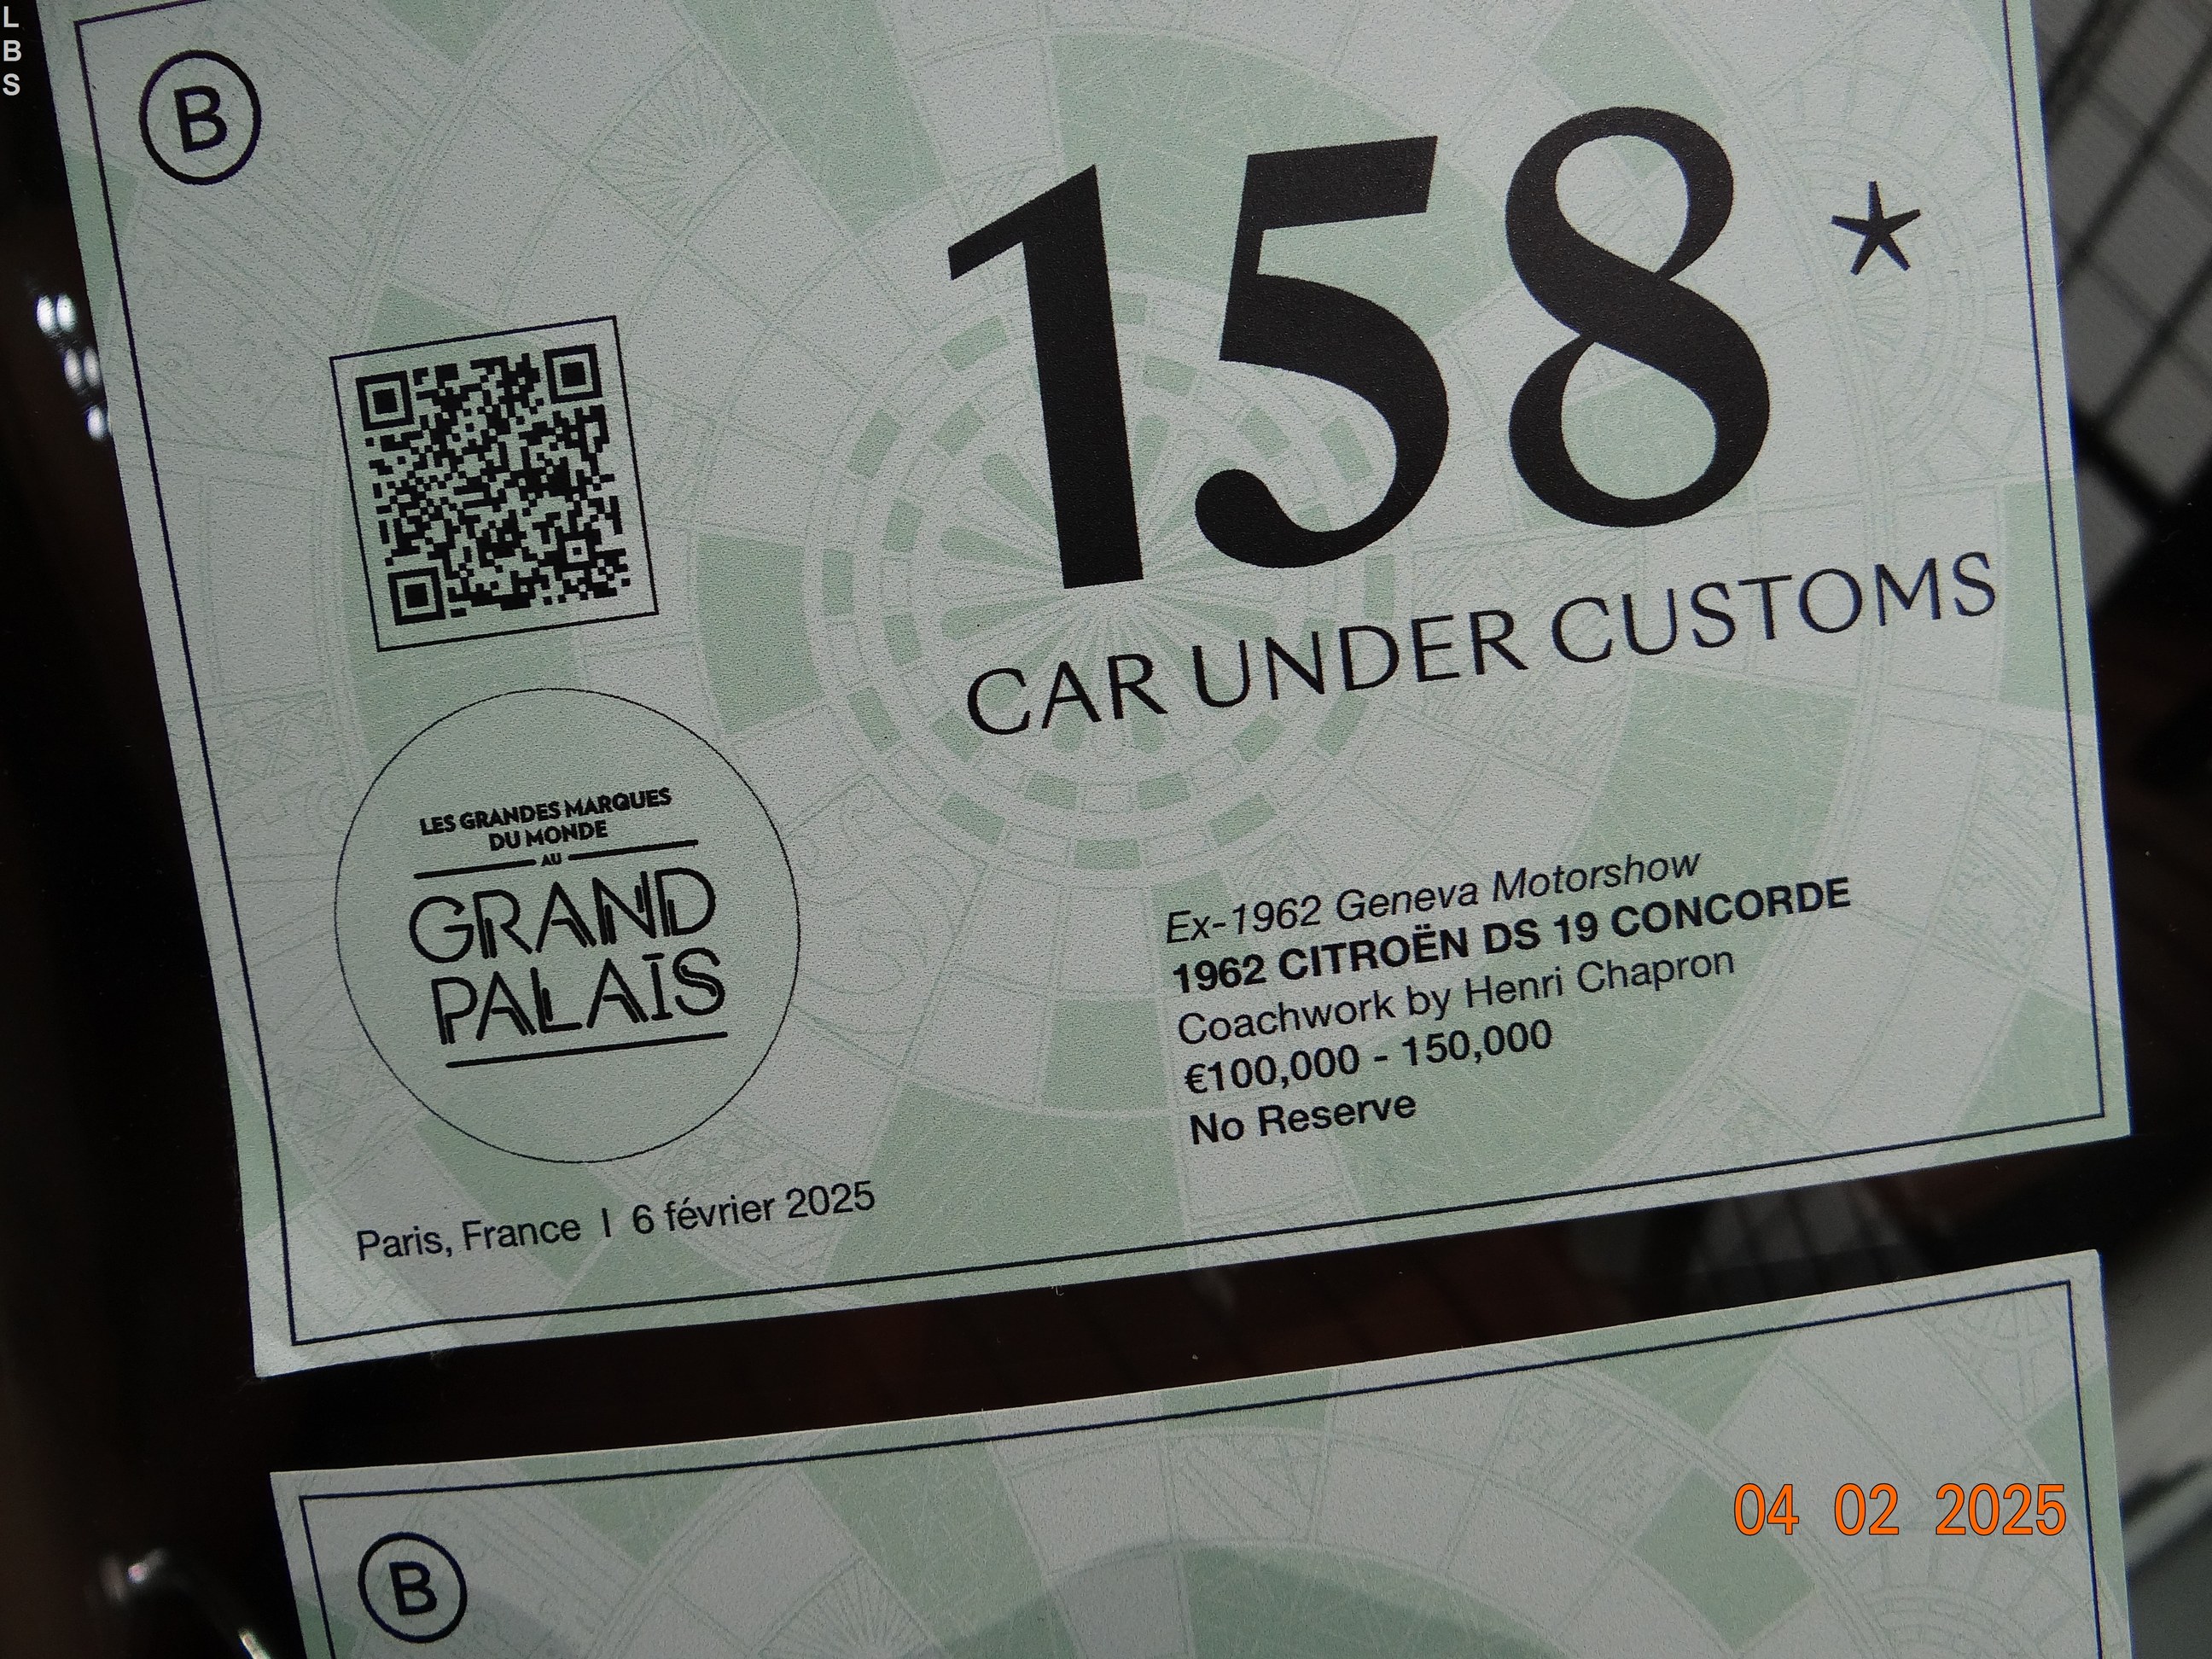 L
B
S
B
158*
CAR UNDER CUSTOMS
LES GRANDES MARQUES
DU MONDE
AU
GRAND
PALAIS
Ex-1962 Geneva Motorshow
1962 CITROËN DS 19 CONCORDE
Coachwork by Henri Chapron
€100,000 - 150,000
No Reserve
Paris, France I 6 février 2025
B
04 02 2025